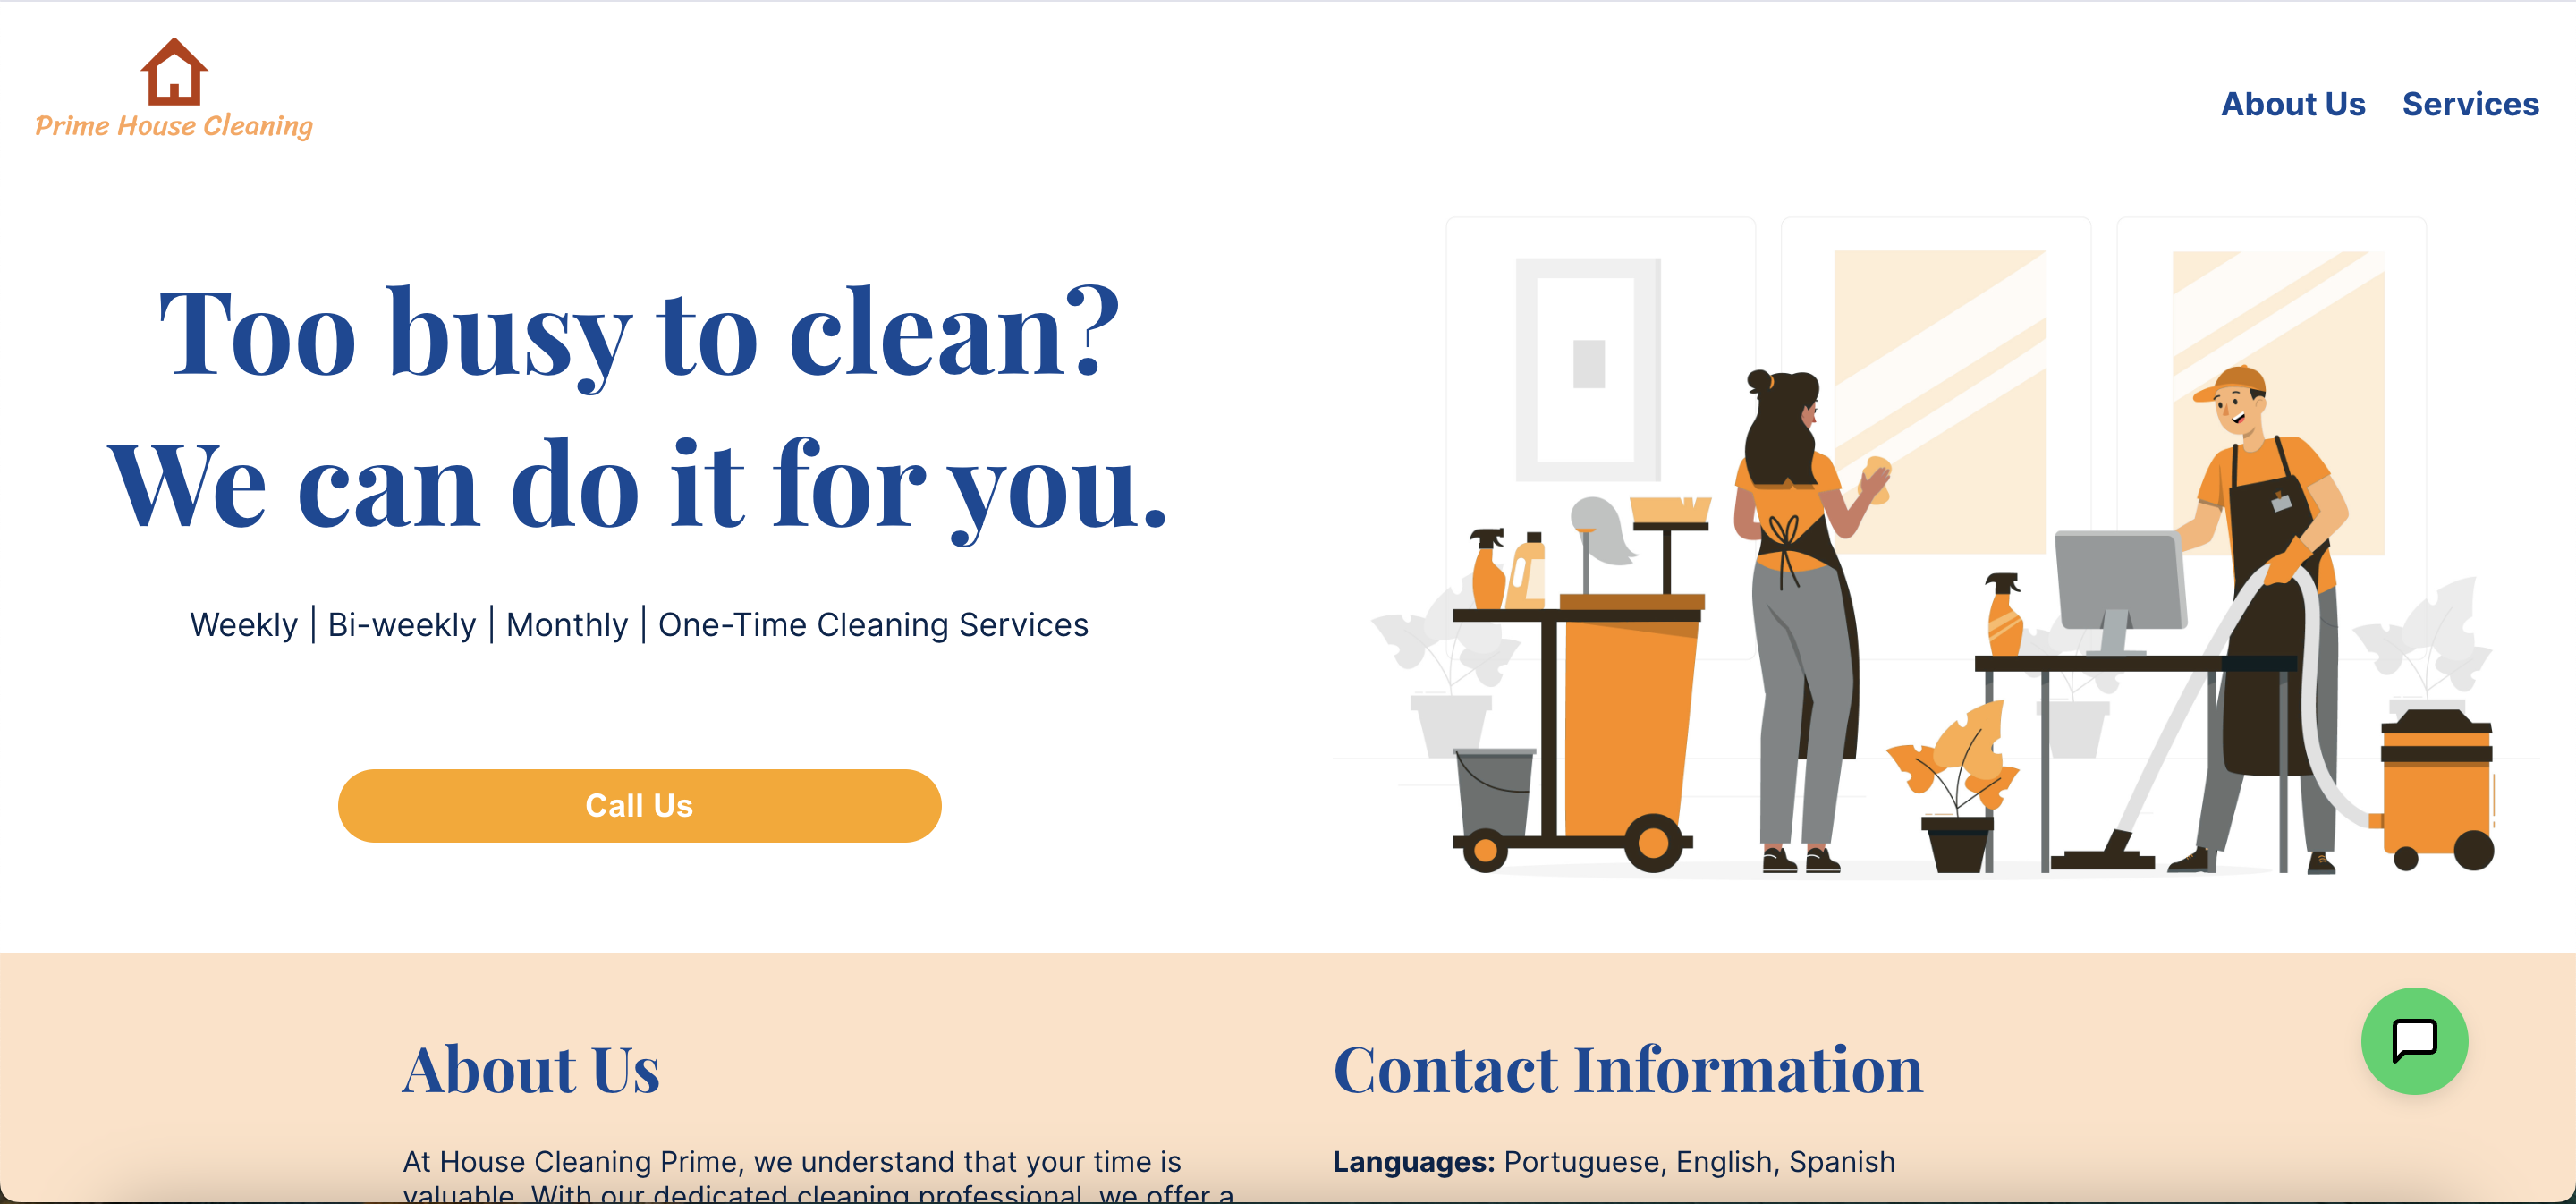 Prime House Cleaning
About Us Services
Too busy to clean?
We can do it for you.
Weekly | Bi-weekly | Monthly | One-Time Cleaning Services
Call Us
About Us
At House Cleaning Prime, we understand that your time is
valuable. With our dedicated cleaning professional, we offer a
Contact Information
Languages: Portuguese, English, Spanish